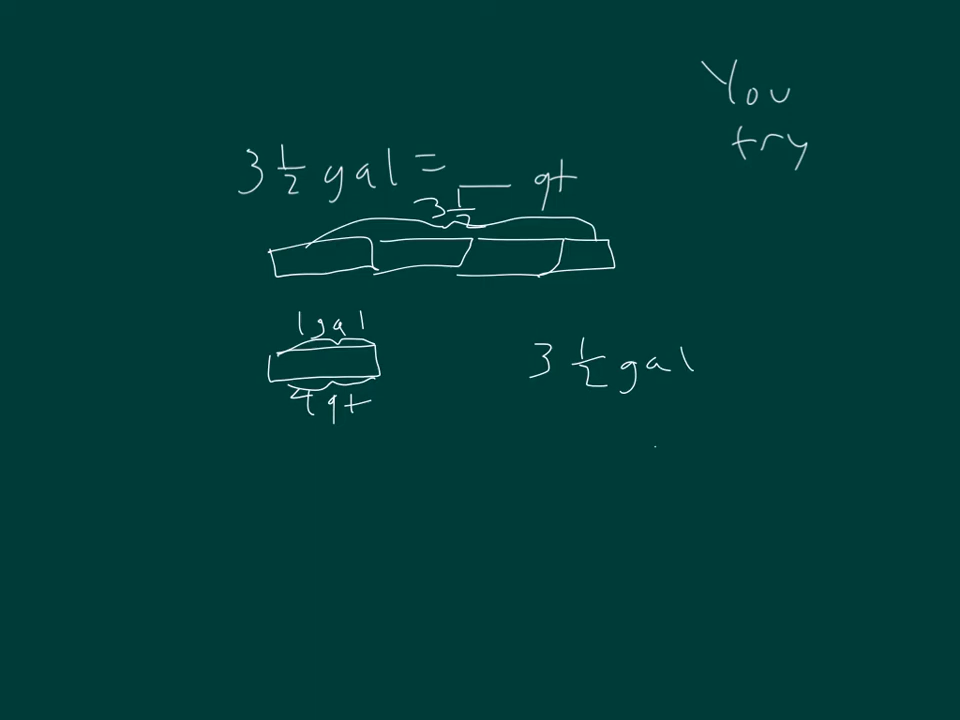 You
try
3 1/2 gal = ___ qt
3 1/2
1 gal
4 qt
3 1/2 gal